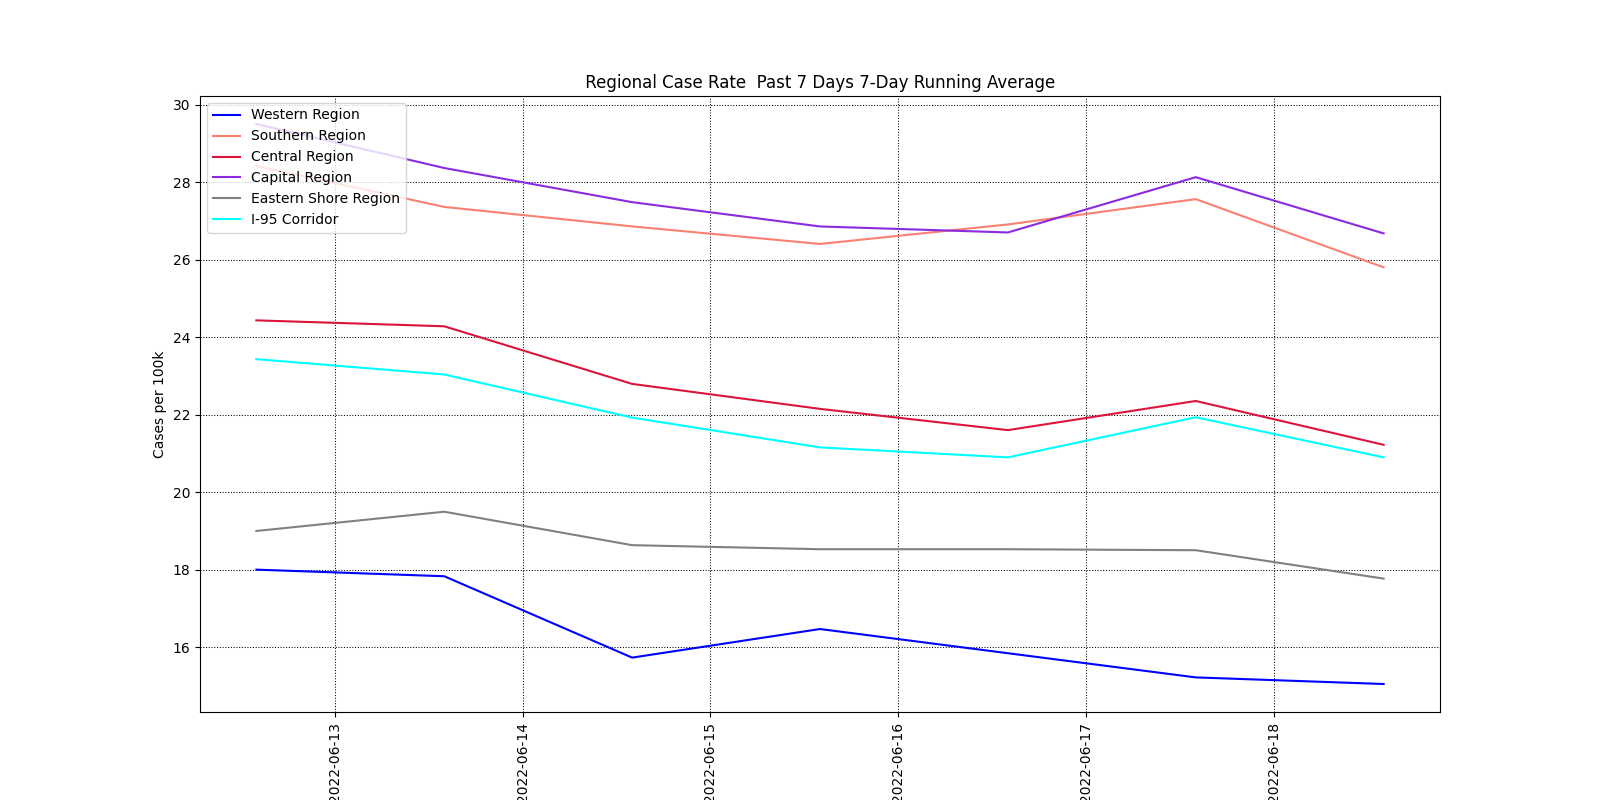 Regional Case Rate  Past 7 Days 7-Day Running Average
30
28
26
24
22
20
18
16
Cases per 100k
Western Region
Southern Region
Central Region
Capital Region
Eastern Shore Region
I-95 Corridor
2022-06-13
2022-06-14
2022-06-15
2022-06-16
2022-06-17
2022-06-18